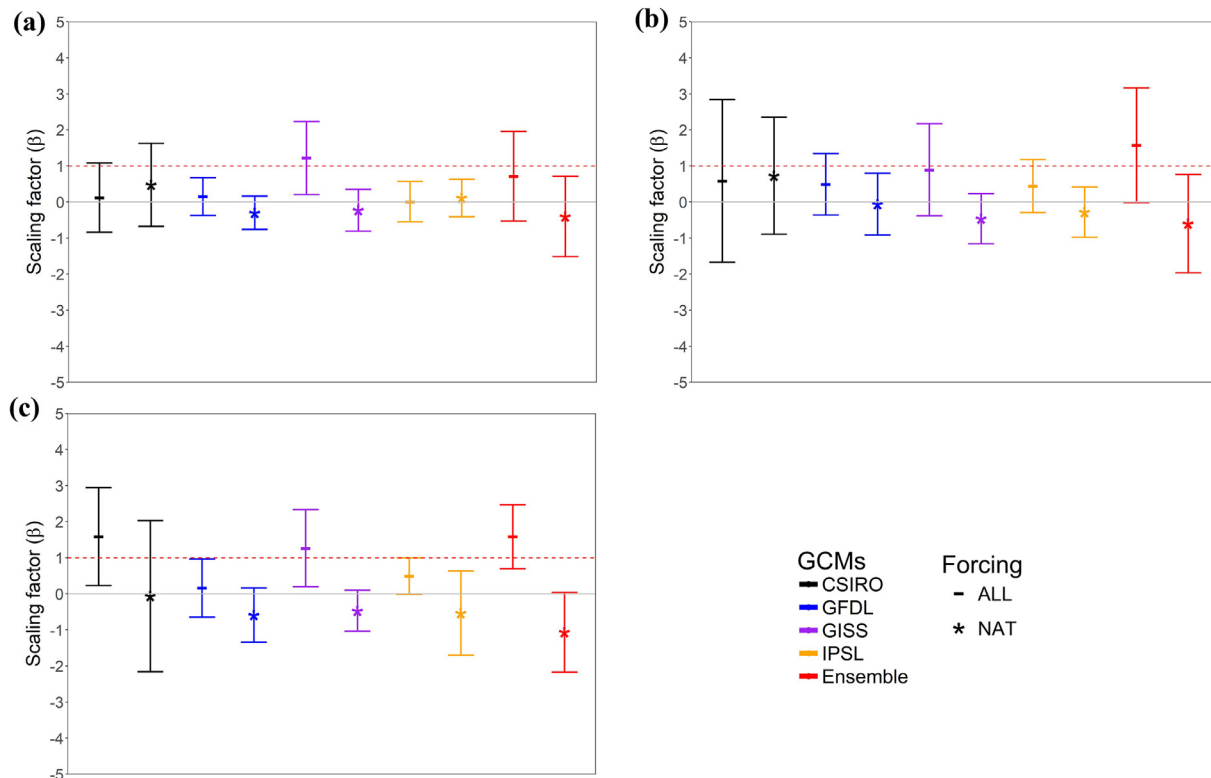 (a)
5
4
3
2
1
0
-1
-2
-3
-4
-5
Scaling factor (β)
(b)
5
4
3
2
1
0
-1
-2
-3
-4
-5
Scaling factor (β)
(c)
5
4
3
2
1
0
-1
-2
-3
-4
-5
Scaling factor (β)
GCMs
CSIRO
GFDL
GISS
IPSL
Ensemble
Forcing
ALL
NAT